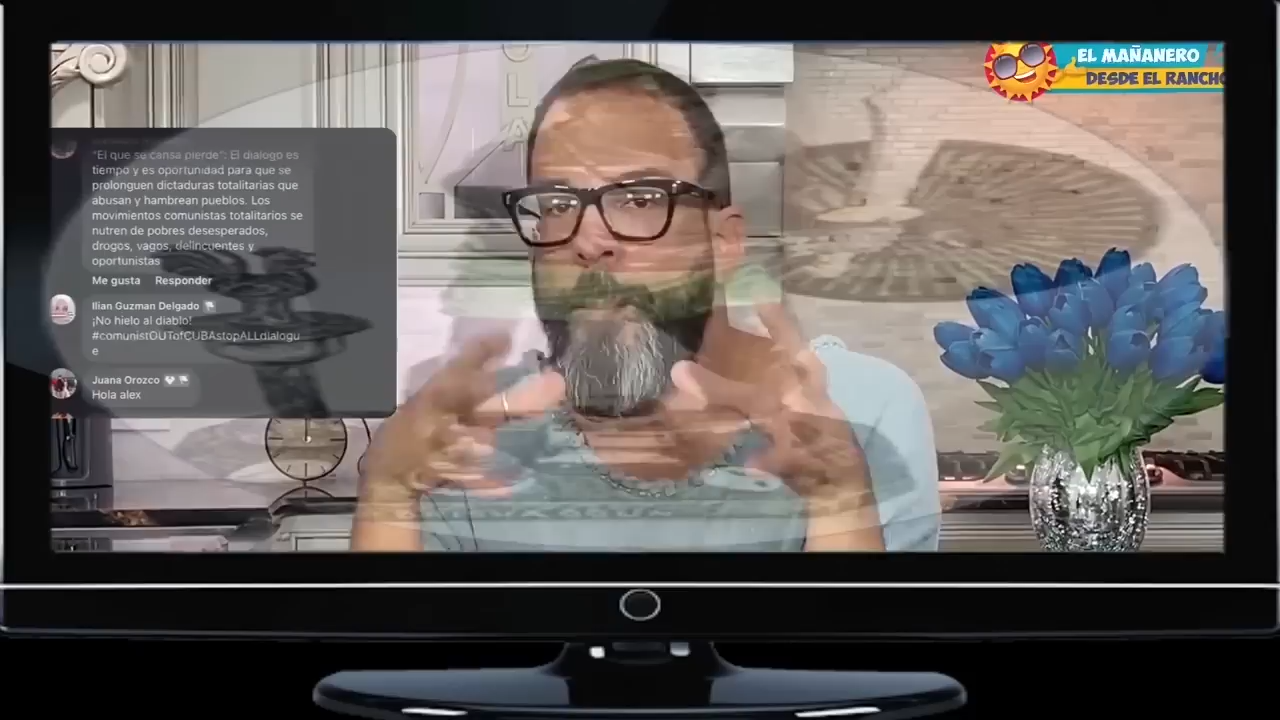 EL MAÑANERO
DESDE EL RANCHO
"El que se cansa pierde": El dialogo es
tiempo y es oportunidad para que se
prolonguen dictaduras totalitarias que
abusan y hambrean pueblos. Los
movimientos comunistas totalitarios se
nutren de pobres desesperados,
drogos, vagos, delincuentes y
oportunistas
Me gusta Responder
Ilian Guzman Delgado
¡No hielo al diablo!
#comunistOUTofCUBAstopALLdialogu
e
Juana Orozco
Hola alex